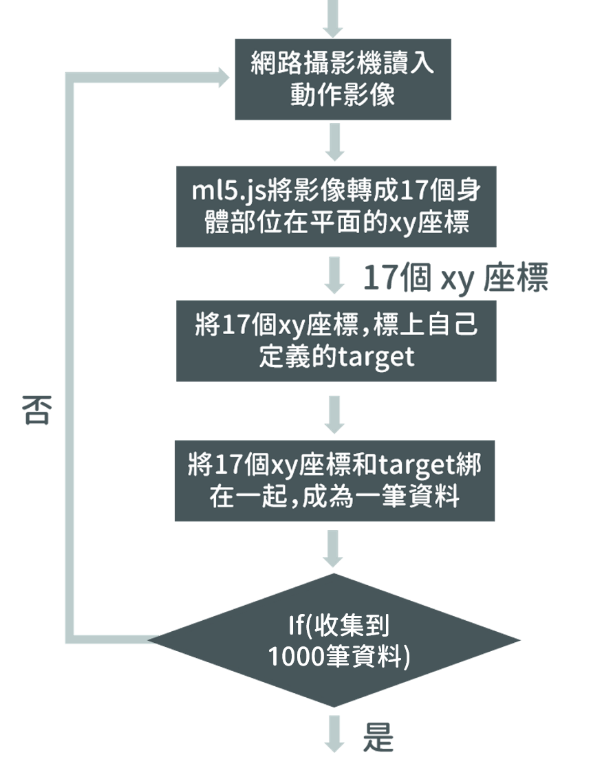 網路攝影機讀入
動作影像
ml5.js將影像轉成17個身
體部位在平面的xy座標
17個 xy 座標
將17個xy座標,標上自己
定義的target
否
將17個xy座標和target綁
在一起,成為一筆資料
If(收集到
1000筆資料)
是